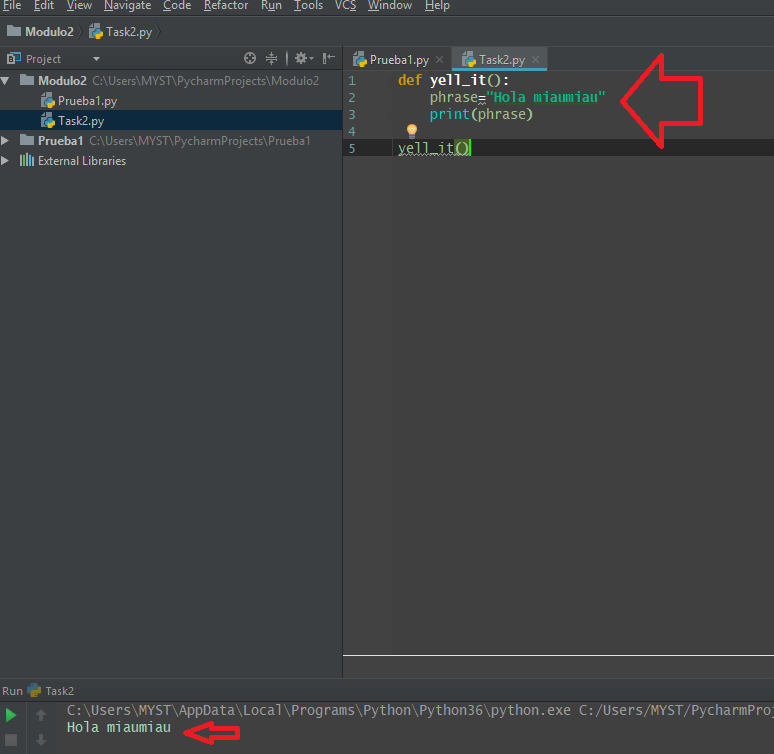 File Edit View Navigate Code Refactor Run Tools VCS Window Help
Modulo2 Task2.py
Project
Prueba1.py Task2.py
Modulo2 C:\Users\MYST\PycharmProjects\Modulo2
Prueba1.py
Task2.py
Prueba1 C:\Users\MYST\PycharmProjects\Prueba1
External Libraries
1 def yell_it():
2 phrase="Hola miaumiau"
3 print(phrase)
4
5 yell_it()
Run Task2
C:\Users\MYST\AppData\Local\Programs\Python\Python36\python.exe C:/Users/MYST/PycharmProj
Hola miaumiau